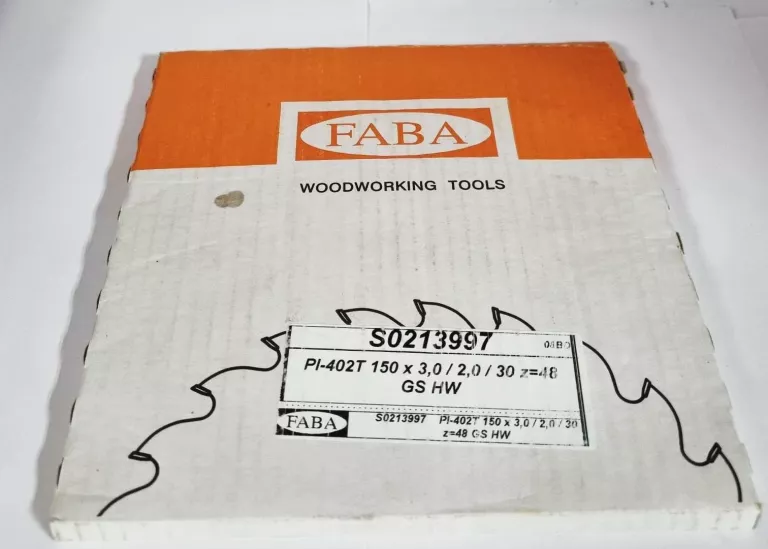 FABA
WOODWORKING TOOLS
S0213997
PI-402T 150 x 3,0 / 2,0 / 30 z=48
GS HW
FABA S0213997 PI-402T 150 x 3,0 / 2,0 / 30
z=48 GS HW